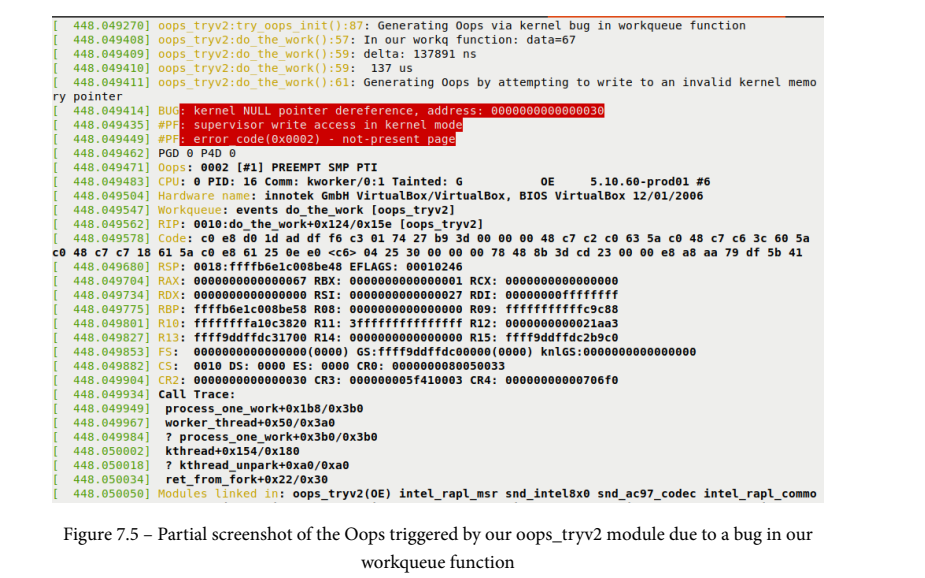 [  448.049270] oops_tryv2:try_oops_init():87: Generating Oops via kernel bug in workqueue function
[  448.049408] oops_tryv2:do_the_work():57: In our workq function: data=67
[  448.049409] oops_tryv2:do_the_work():59: delta: 137891 ns
[  448.049410] oops_tryv2:do_the_work():59:  137 us
[  448.049411] oops_tryv2:do_the_work():61: Generating Oops by attempting to write to an invalid kernel memo
ry pointer
[  448.049414] BUG: kernel NULL pointer dereference, address: 0000000000000030
[  448.049435] #PF: supervisor write access in kernel mode
[  448.049449] #PF: error_code(0x0002) - not-present page
[  448.049462] PGD 0 P4D 0
[  448.049471] Oops: 0002 [#1] PREEMPT SMP PTI
[  448.049483] CPU: 0 PID: 16 Comm: kworker/0:1 Tainted: G           OE     5.10.60-prod01 #6
[  448.049504] Hardware name: innotek GmbH VirtualBox/VirtualBox, BIOS VirtualBox 12/01/2006
[  448.049547] Workqueue: events do_the_work [oops_tryv2]
[  448.049562] RIP: 0010:do_the_work+0x124/0x15e [oops_tryv2]
[  448.049578] Code: c0 e8 d0 1d ad df f6 c3 01 74 27 b9 3d 00 00 00 48 c7 c2 c0 63 5a c0 48 c7 c6 3c 60 5a
c0 48 c7 c7 18 61 5a c0 e8 61 5e 0e e0 <c6> 04 25 30 00 00 00 78 48 8b 3d cd 23 00 00 e8 a8 aa 79 df 5b 41
[  448.049680] RSP: 0018:ffffb6e1c008be48 EFLAGS: 00010246
[  448.049704] RAX: 0000000000000067 RBX: 0000000000000001 RCX: 0000000000000000
[  448.049734] RDX: 0000000000000000 RSI: 0000000000000027 RDI: 00000000ffffffff
[  448.049775] RBP: ffffb6e1c008be58 R08: 0000000000000000 R09: fffffffffffc9c88
[  448.049801] R10: ffffffffa10c3820 R11: 3fffffffffffffff R12: 0000000000021aa3
[  448.049827] R13: ffff9ddffdc31700 R14: 0000000000000000 R15: ffff9ddffdc2b9c0
[  448.049853] FS:  0000000000000000(0000) GS:ffff9ddffdc00000(0000) knlGS:0000000000000000
[  448.049882] CS:  0010 DS: 0000 ES: 0000 CR0: 0000000080050033
[  448.049904] CR2: 0000000000000030 CR3: 000000005f410003 CR4: 00000000000706f0
[  448.049934] Call Trace:
[  448.049949]  process_one_work+0x1b8/0x3b0
[  448.049967]  worker_thread+0x50/0x3a0
[  448.049984]  ? process_one_work+0x3b0/0x3b0
[  448.050002]  kthread+0x154/0x180
[  448.050018]  ? kthread_unpark+0xa0/0xa0
[  448.050034]  ret_from_fork+0x22/0x30
[  448.050050] Modules linked in: oops_tryv2(OE) intel_rapl_msr snd_intel8x0 snd_ac97_codec intel_rapl_commo
Figure 7.5 – Partial screenshot of the Oops triggered by our oops_tryv2 module due to a bug in our
workqueue function